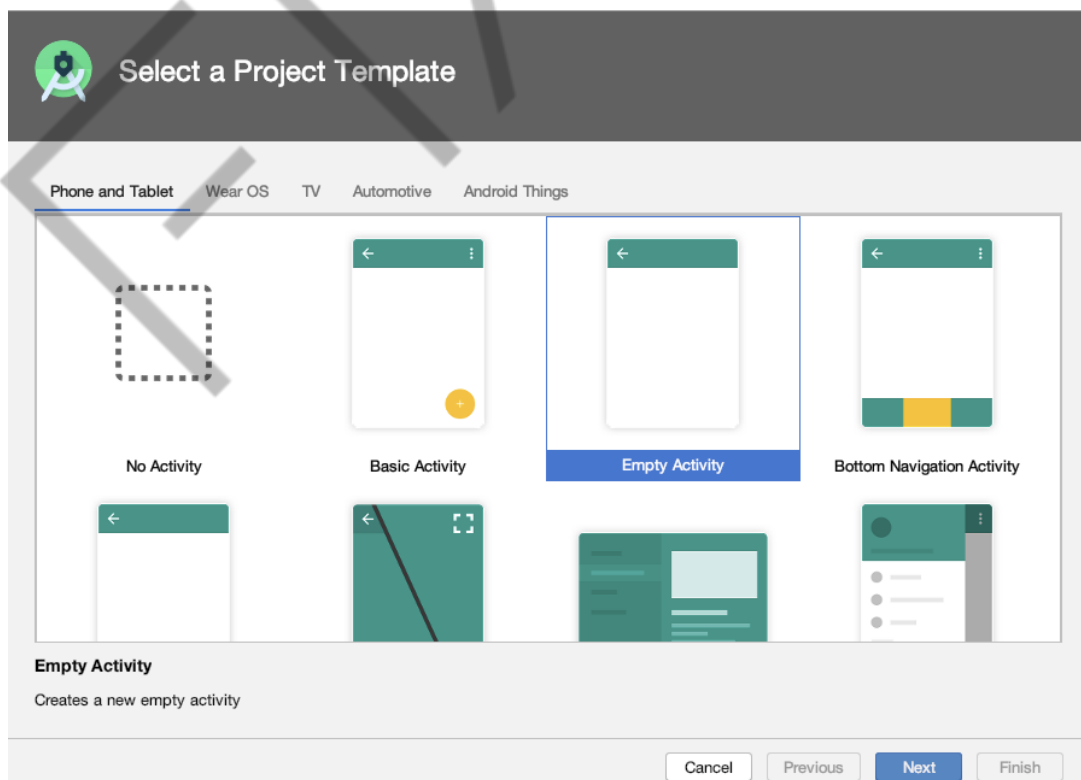 Select a Project Template
Phone and Tablet Wear OS TV Automotive Android Things
No Activity Basic Activity Empty Activity Bottom Navigation Activity
Empty Activity
Creates a new empty activity
Cancel Previous Next Finish